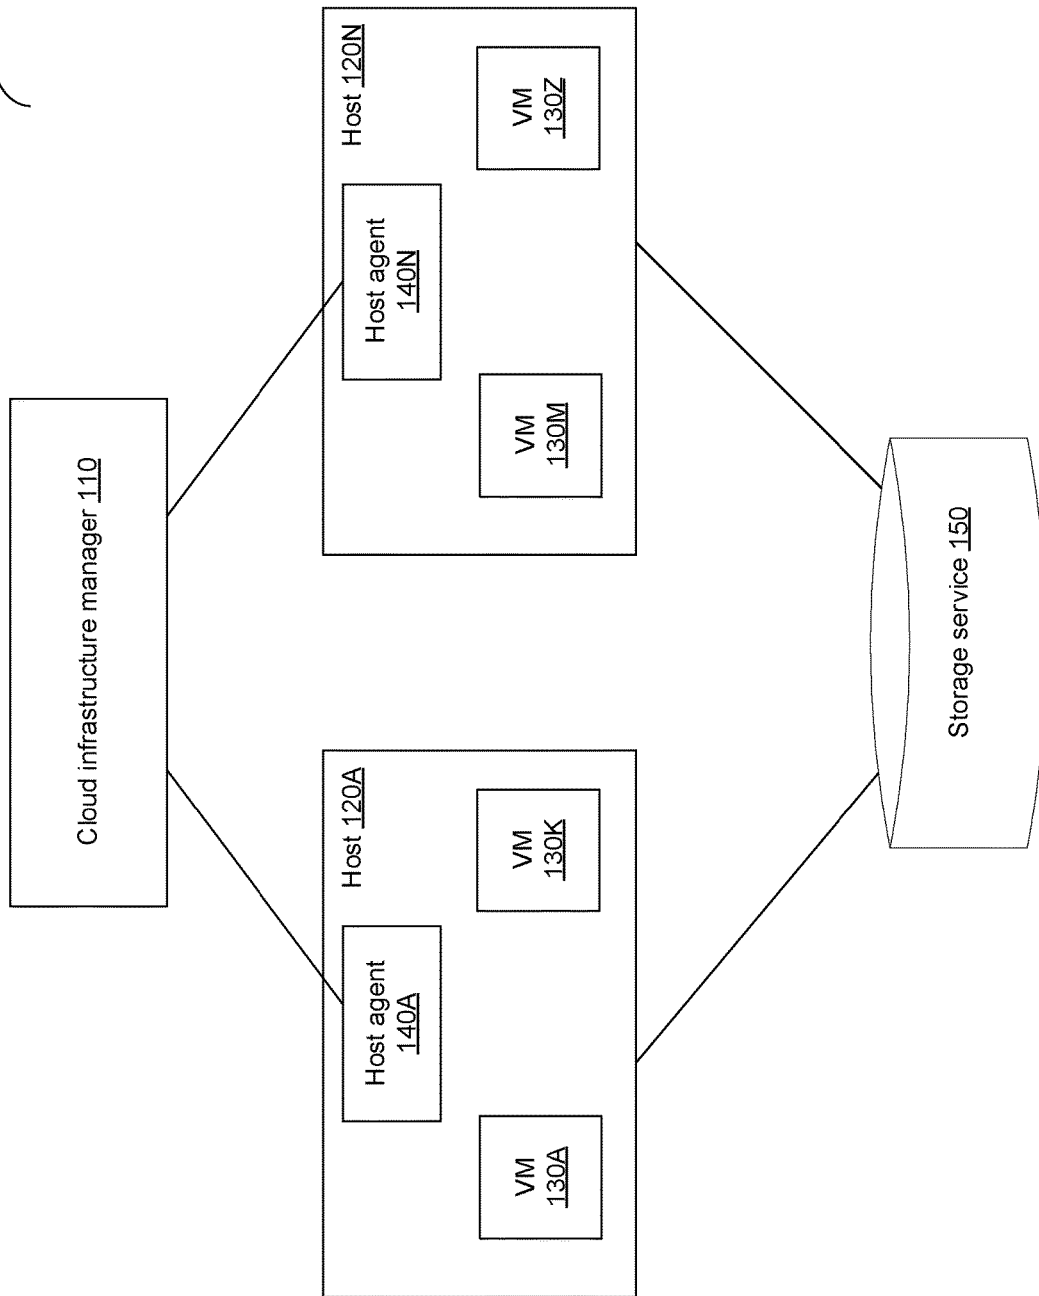 Cloud infrastructure manager 110
Host 120A
Host agent
140A
VM
130A
VM
130K
Host 120N
Host agent
140N
VM
130M
VM
130Z
Storage service 150